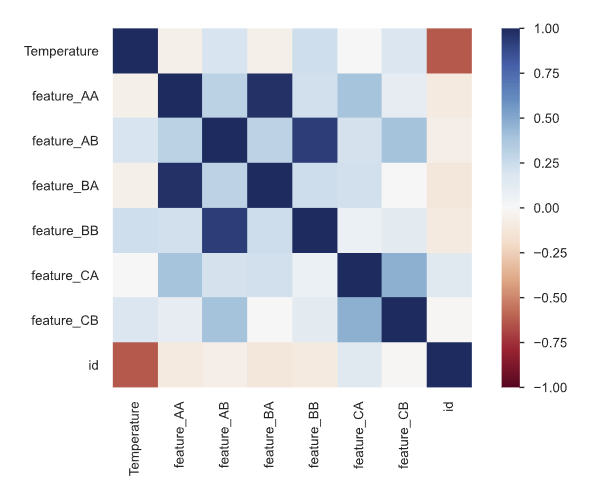 Temperature
feature_AA
feature_AB
feature_BA
feature_BB
feature_CA
feature_CB
id
Temperature
feature_AA
feature_AB
feature_BA
feature_BB
feature_CA
feature_CB
id
1.00
0.75
0.50
0.25
0.00
−0.25
−0.50
−0.75
−1.00